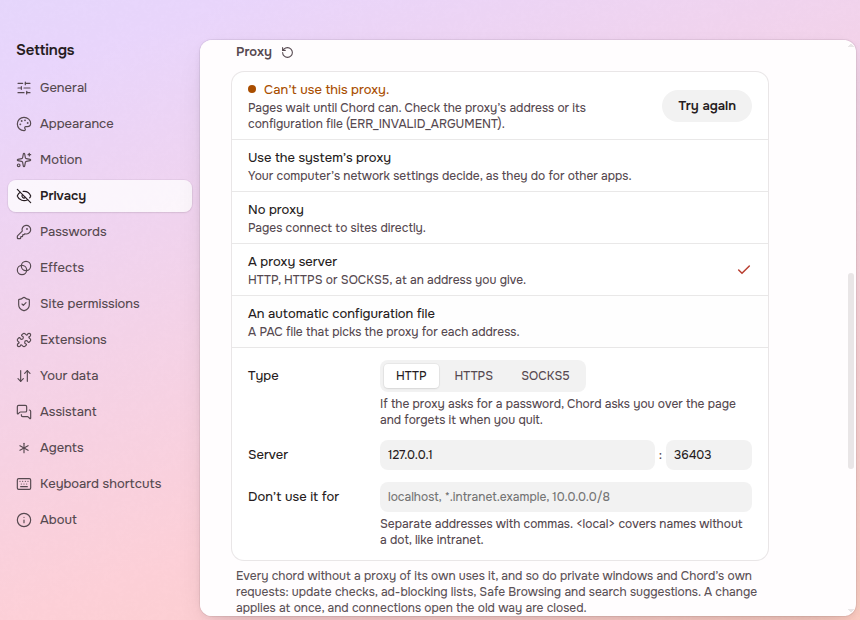 Settings
General
Appearance
Motion
Privacy
Passwords
Effects
Site permissions
Extensions
Your data
Assistant
Agents
Keyboard shortcuts
About
Proxy
Can't use this proxy.
Pages wait until Chord can. Check the proxy's address or its
configuration file (ERR_INVALID_ARGUMENT).
Try again
Use the system's proxy
Your computer's network settings decide, as they do for other apps.
No proxy
Pages connect to sites directly.
A proxy server
HTTP, HTTPS or SOCKS5, at an address you give.
An automatic configuration file
A PAC file that picks the proxy for each address.
Type
HTTP HTTPS SOCKS5
If the proxy asks for a password, Chord asks you over the page
and forgets it when you quit.
Server
127.0.0.1 : 36403
Don't use it for
localhost, *.intranet.example, 10.0.0.0/8
Separate addresses with commas. <local> covers names without
a dot, like intranet.
Every chord without a proxy of its own uses it, and so do private windows and Chord's own
requests: update checks, ad-blocking lists, Safe Browsing and search suggestions. A change
applies at once, and connections open the old way are closed.